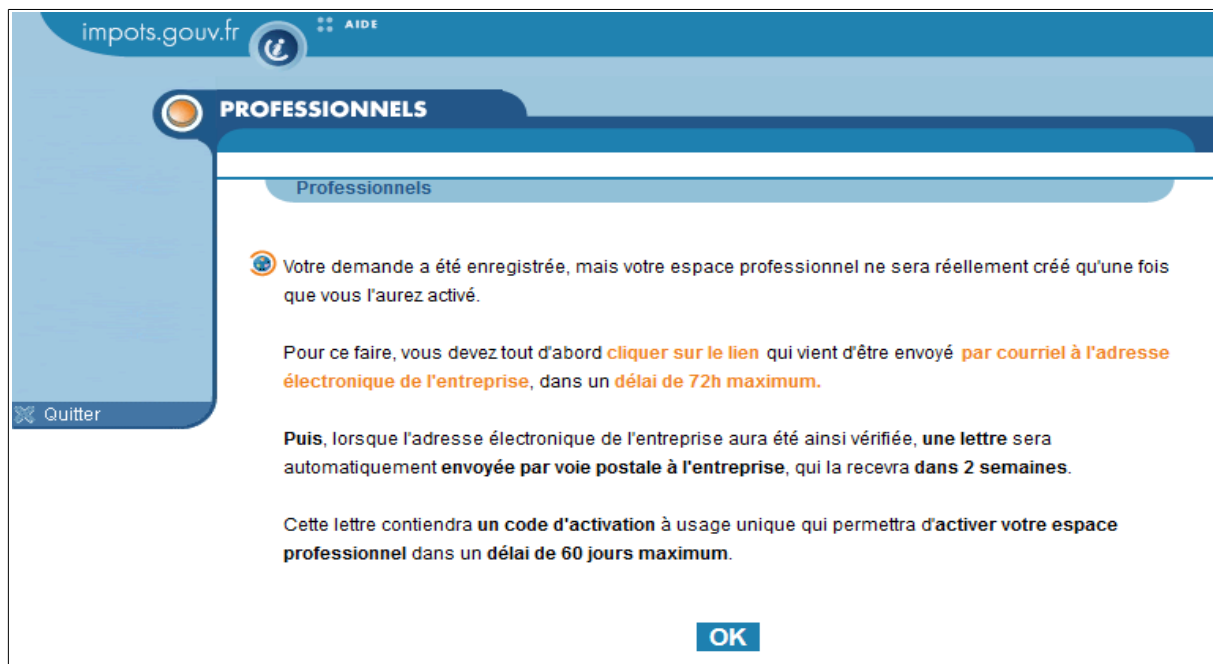 impots.gouv.fr
AIDE
PROFESSIONNELS
Professionnels
Votre demande a été enregistrée, mais votre espace professionnel ne sera réellement créé qu'une fois
que vous l'aurez activé.
Pour ce faire, vous devez tout d'abord cliquer sur le lien qui vient d'être envoyé par courriel à l'adresse
électronique de l'entreprise, dans un délai de 72h maximum.
Quitter
Puis, lorsque l'adresse électronique de l'entreprise aura été ainsi vérifiée, une lettre sera
automatiquement envoyée par voie postale à l'entreprise, qui la recevra dans 2 semaines.
Cette lettre contiendra un code d'activation à usage unique qui permettra d'activer votre espace
professionnel dans un délai de 60 jours maximum.
OK